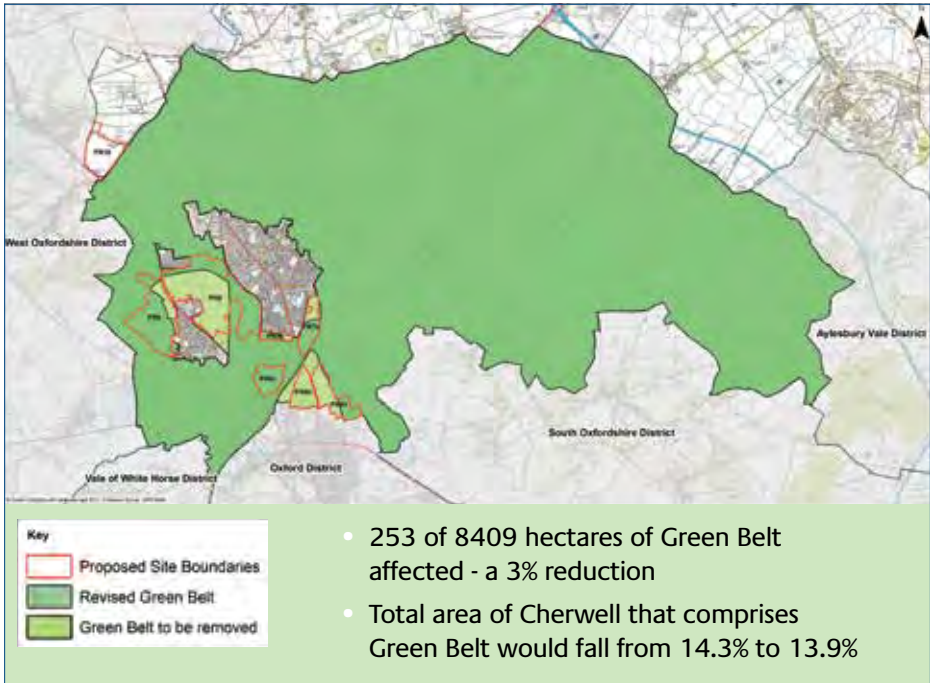 West Oxfordshire District
Aylesbury Vale District
South Oxfordshire District
Oxford District
Vale of White Horse District
Key
Proposed Site Boundaries
Revised Green Belt
Green Belt to be removed
253 of 8409 hectares of Green Belt
affected - a 3% reduction
Total area of Cherwell that comprises
Green Belt would fall from 14.3% to 13.9%